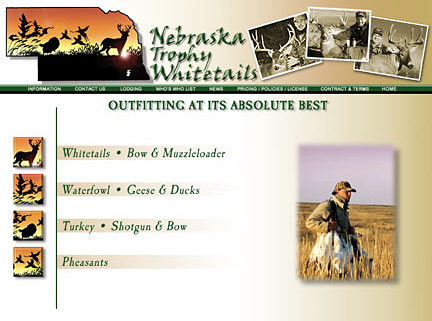 Nebraska
Trophy
Whitetails
INFORMATION CONTACT US LODGING WHO'S WHO LIST NEWS PRICING / POLICIES / LICENSE CONTRACT & TERMS HOME
OUTFITTING AT ITS ABSOLUTE BEST
Whitetails • Bow & Muzzleloader
Waterfowl • Geese & Ducks
Turkey • Shotgun & Bow
Pheasants